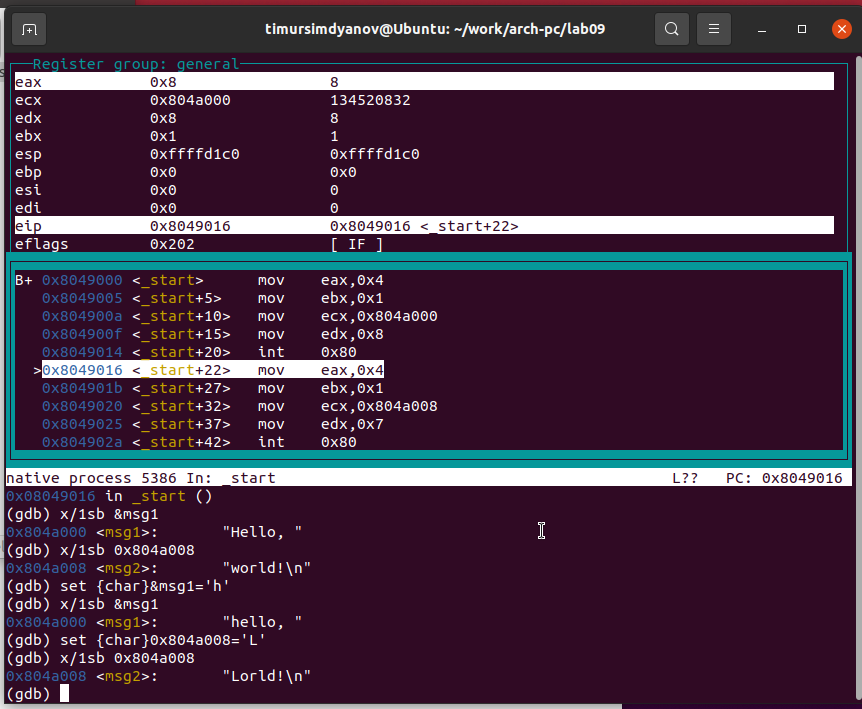 timursimdyanov@Ubuntu: ~/work/arch-pc/lab09
Register group: general
eax 0x8 8
ecx 0x804a000 134520832
edx 0x8 8
ebx 0x1 1
esp 0xffffd1c0 0xffffd1c0
ebp 0x0 0x0
esi 0x0 0
edi 0x0 0
eip 0x8049016 0x8049016 <_start+22>
eflags 0x202 [ IF ]
B+ 0x8049000 <_start> mov eax,0x4
0x8049005 <_start+5> mov ebx,0x1
0x804900a <_start+10> mov ecx,0x804a000
0x804900f <_start+15> mov edx,0x8
0x8049014 <_start+20> int 0x80
>0x8049016 <_start+22> mov eax,0x4
0x804901b <_start+27> mov ebx,0x1
0x8049020 <_start+32> mov ecx,0x804a008
0x8049025 <_start+37> mov edx,0x7
0x804902a <_start+42> int 0x80
native process 5386 In: _start L?? PC: 0x8049016
0x08049016 in _start ()
(gdb) x/1sb &msg1
0x804a000 <msg1>: "Hello, "
(gdb) x/1sb 0x804a008
0x804a008 <msg2>: "world!\n"
(gdb) set {char}&msg1='h'
(gdb) x/1sb &msg1
0x804a000 <msg1>: "hello, "
(gdb) set {char}0x804a008='L'
(gdb) x/1sb 0x804a008
0x804a008 <msg2>: "Lorld!\n"
(gdb)